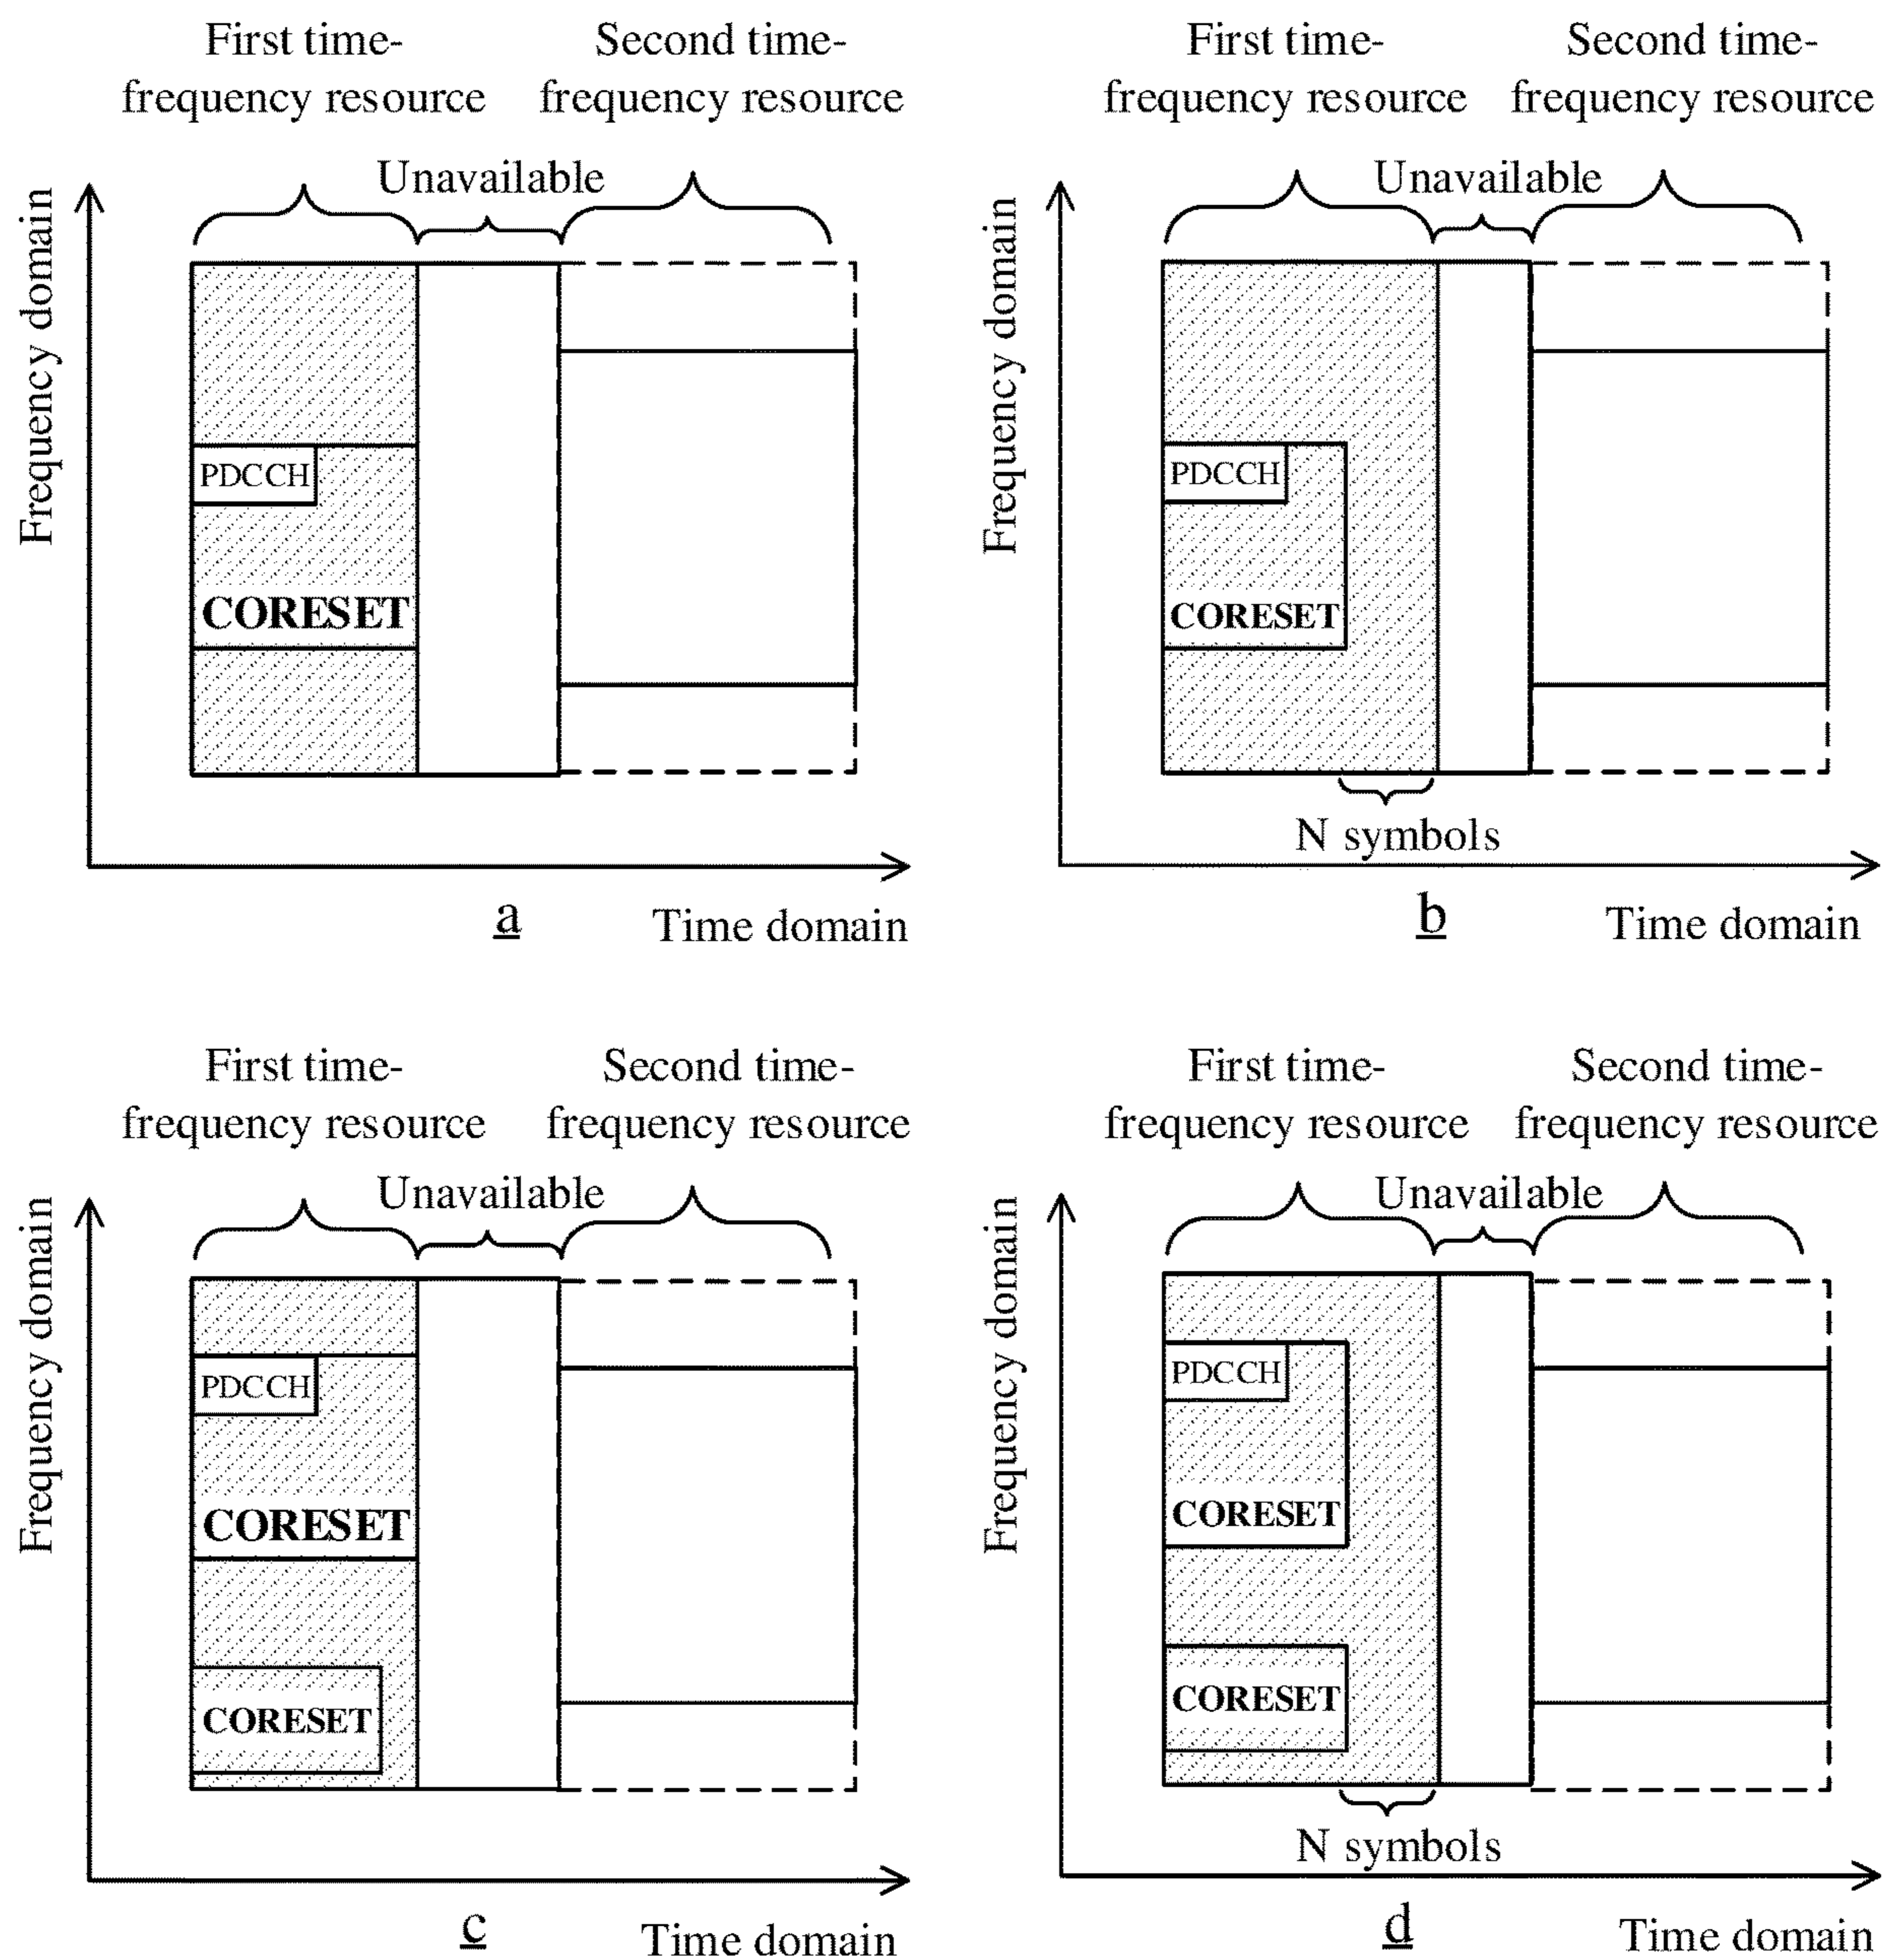 First time-
frequency resource
Second time-
frequency resource
Unavailable
Frequency domain
PDCCH
CORESET
Time domain
a
First time-
frequency resource
Second time-
frequency resource
Unavailable
Frequency domain
PDCCH
CORESET
N symbols
Time domain
b
First time-
frequency resource
Second time-
frequency resource
Unavailable
Frequency domain
PDCCH
CORESET
CORESET
Time domain
c
First time-
frequency resource
Second time-
frequency resource
Unavailable
Frequency domain
PDCCH
CORESET
CORESET
N symbols
Time domain
d